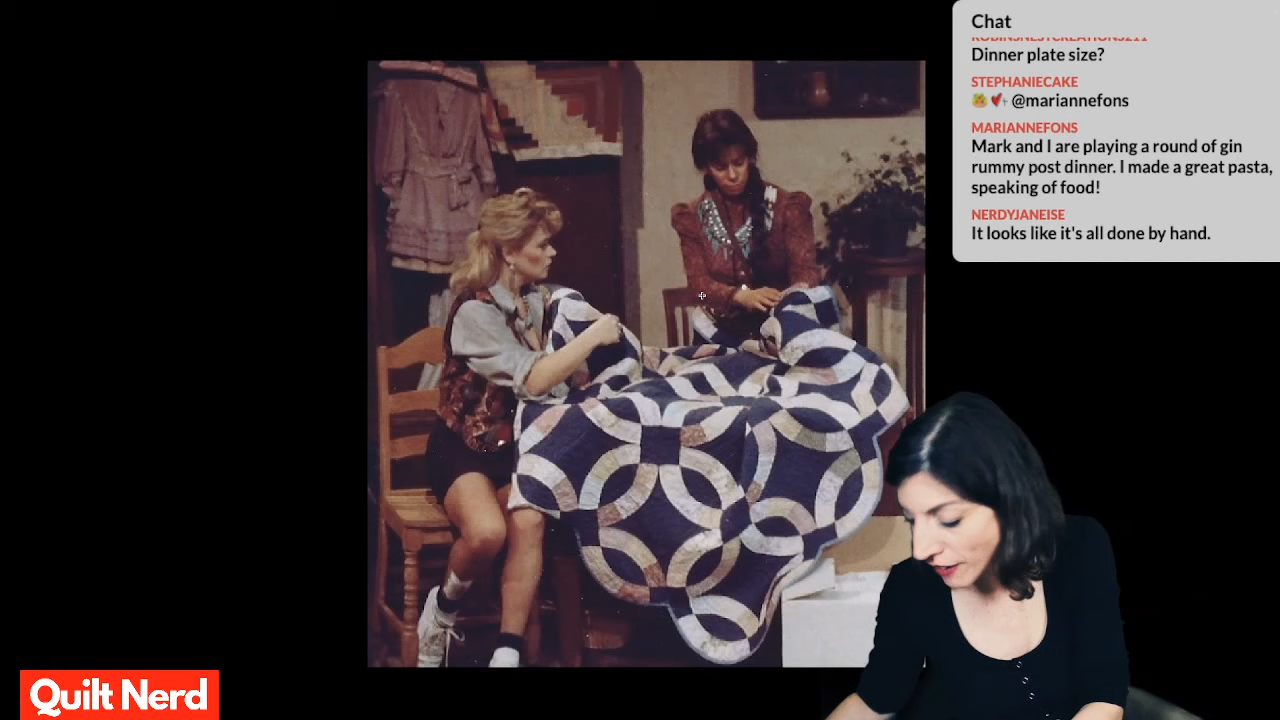 Chat
Dinner plate size?
STEPHANIECAKE
@mariannefons
MARIANNEFONS
Mark and I are playing a round of gin
rummy post dinner. I made a great pasta,
speaking of food!
NERDYJANEISE
It looks like it's all done by hand.
Quilt Nerd